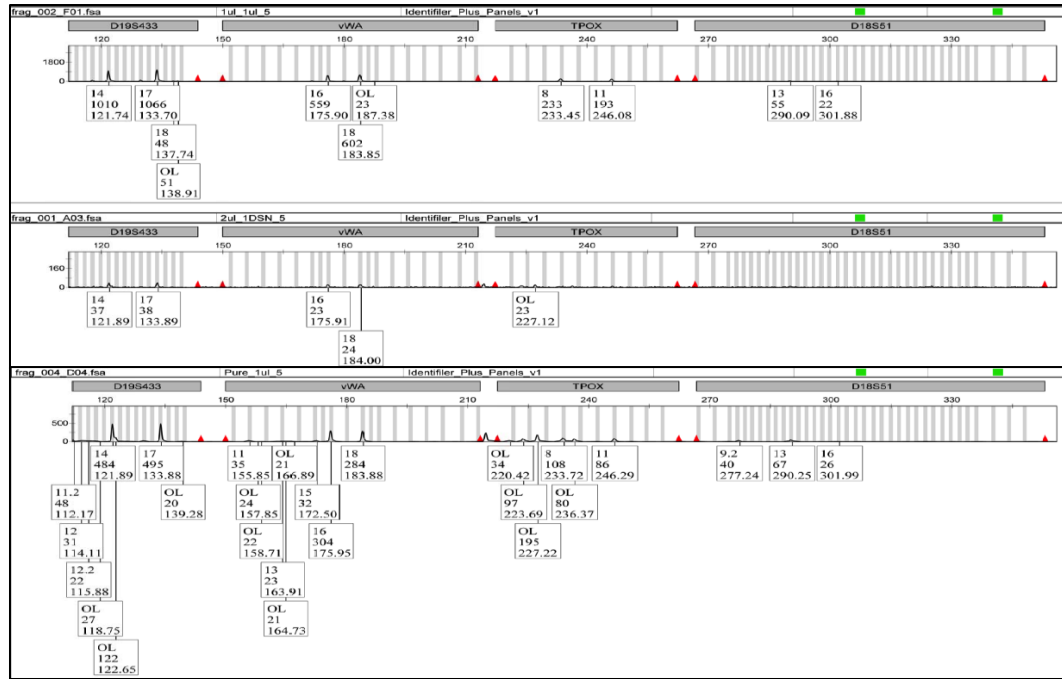 frag_002_F01.fsa 1ul_1ul_5 Identifiler_Plus_Panels_v1
D19S433 vWA TPOX D18S51
120 150 180 210 240 270 300 330
1800
0
14 17 16 OL 8 11 13 16
1010 1066 559 23 233 193 55 22
121.74 133.70 175.90 187.38 233.45 246.08 290.09 301.88
18 18
48 602
137.74 183.85
OL
51
138.91
frag_001_A03.fsa 2ul_1DSN_5 Identifiler_Plus_Panels_v1
D19S433 vWA TPOX D18S51
120 150 180 210 240 270 300 330
160
0
14 17 16 OL
37 38 23 23
121.89 133.89 175.91 227.12
18
24
184.00
frag_004_D04.fsa Pure_1ul_5 Identifiler_Plus_Panels_v1
D19S433 vWA TPOX D18S51
120 150 180 210 240 270 300 330
500
0
14 17 11 OL 18 OL 8 11 9.2 13 16
484 495 35 21 284 34 108 86 40 67 26
121.89 133.88 155.85 166.89 183.88 220.42 233.72 246.29 277.24 290.25 301.99
11.2 OL OL 15 OL OL
48 20 24 32 97 80
112.17 139.28 157.85 172.50 223.69 236.37
12 OL 16 OL
31 22 304 195
114.11 158.71 175.95 227.22
12.2 13
22 23
115.88 163.91
OL OL
27 21
118.75 164.73
OL
122
122.65